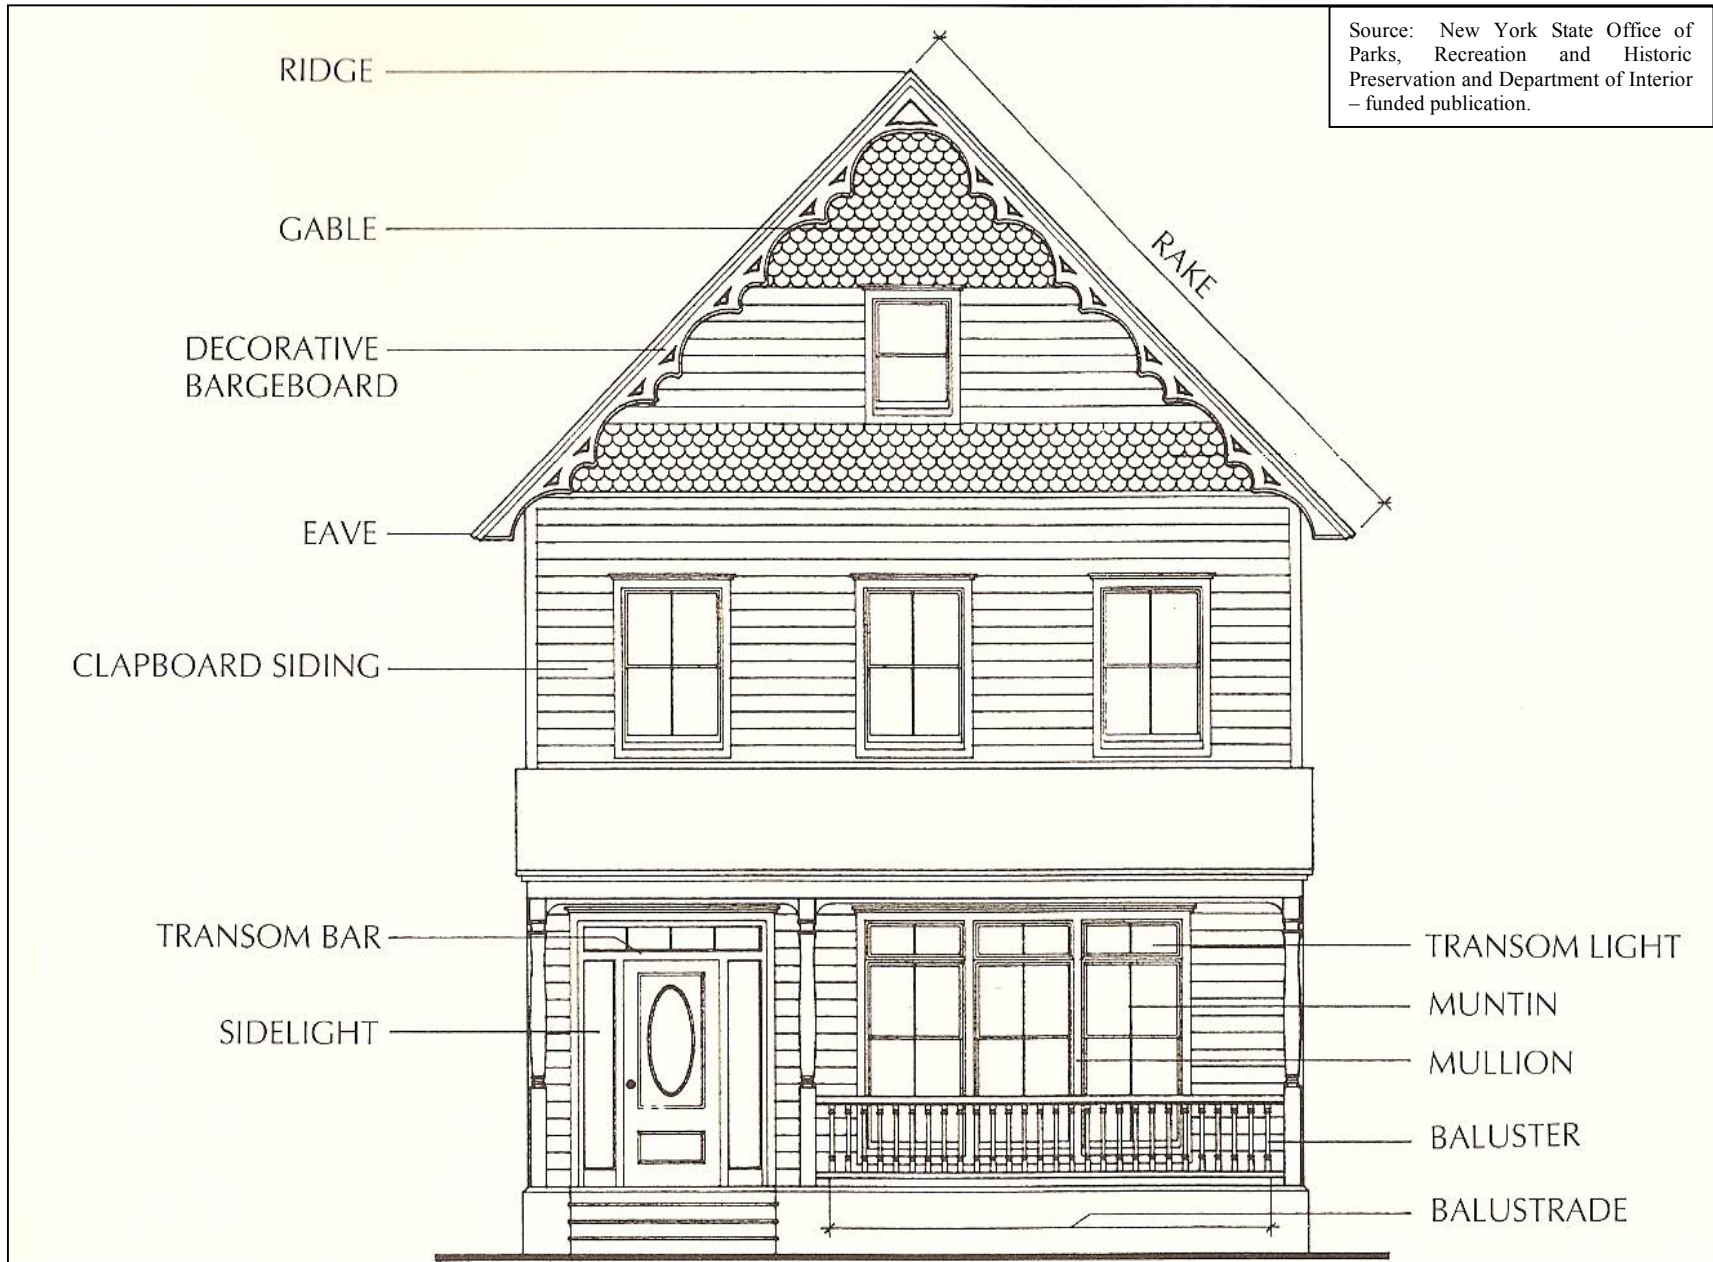 Source: New York State Office of
Parks, Recreation and Historic
Preservation and Department of Interior
– funded publication.
RIDGE
GABLE
RAKE
DECORATIVE
BARGEBOARD
EAVE
CLAPBOARD SIDING
TRANSOM BAR
SIDELIGHT
TRANSOM LIGHT
MUNTIN
MULLION
BALUSTER
BALUSTRADE